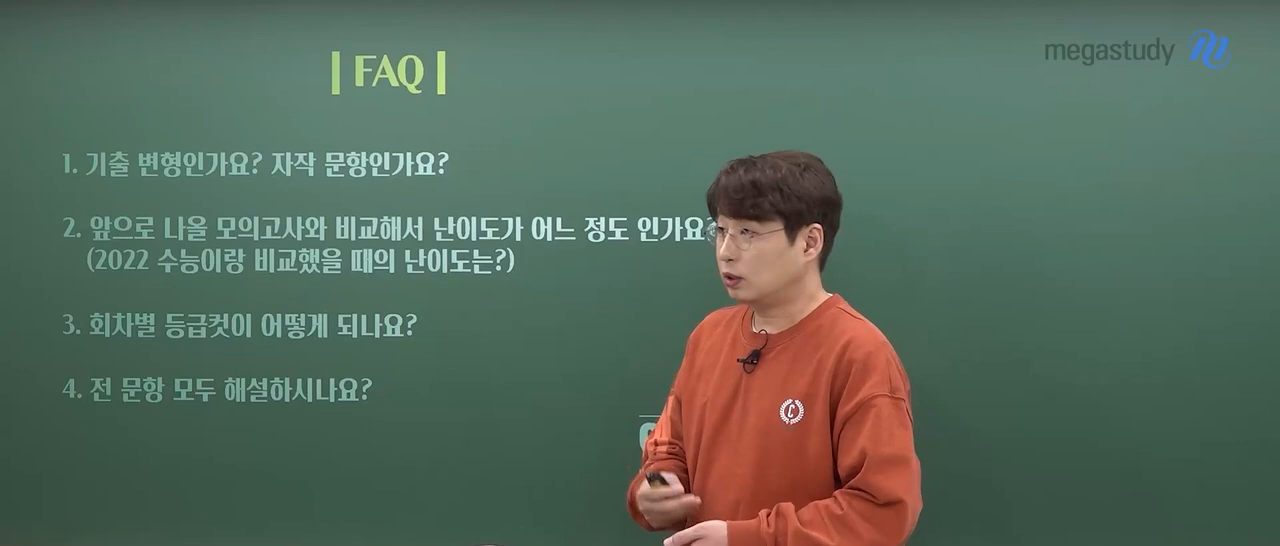 | FAQ |
megastudy
1. 기출 변형인가요? 자작 문항인가요?
2. 앞으로 나올 모의고사와 비교해서 난이도가 어느 정도 인가요?
(2022 수능이랑 비교했을 때의 난이도는?)
3. 회차별 등급컷이 어떻게 되나요?
4. 전 문항 모두 해설하시나요?
C